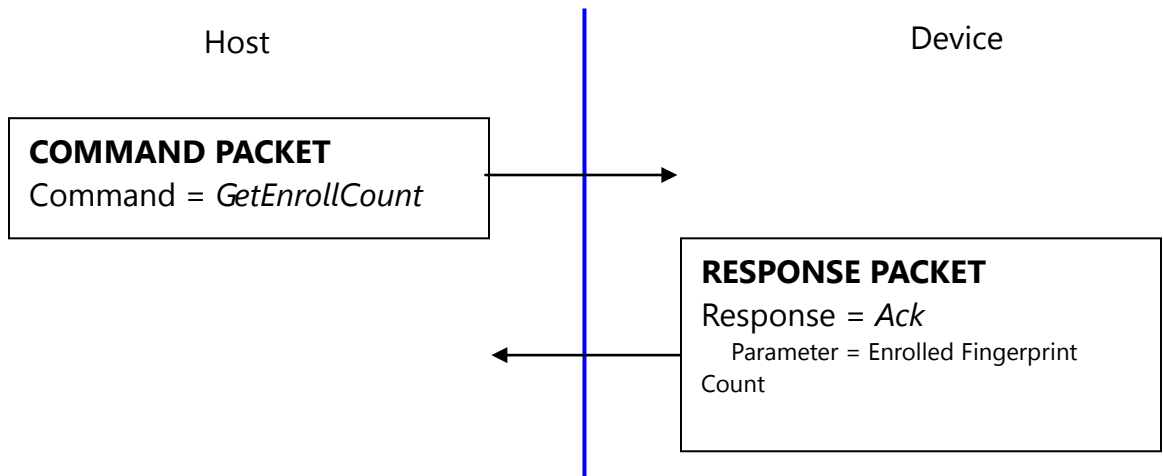 Host
Device
COMMAND PACKET
Command = GetEnrollCount
RESPONSE PACKET
Response = Ack
Parameter = Enrolled Fingerprint
Count